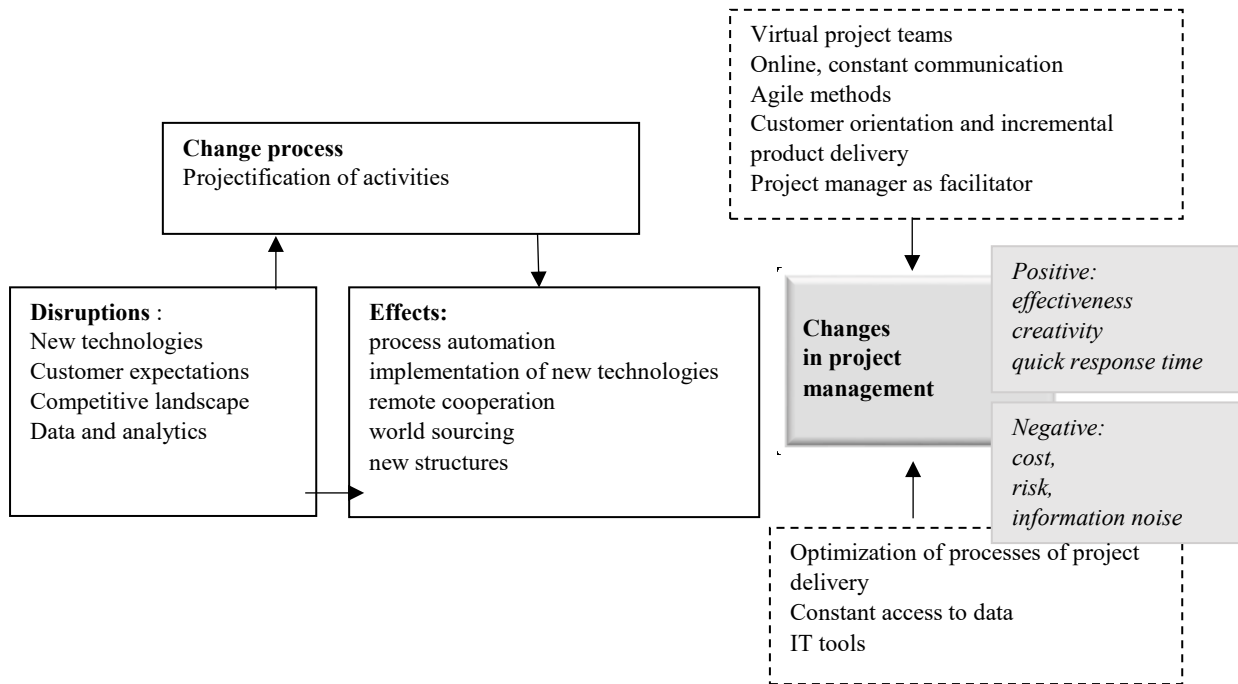 Virtual project teams
Online, constant communication
Agile methods
Customer orientation and incremental
product delivery
Project manager as facilitator
Change process
Projectification of activities
Disruptions :
New technologies
Customer expectations
Competitive landscape
Data and analytics
Effects:
process automation
implementation of new technologies
remote cooperation
world sourcing
new structures
Changes
in project
management
Positive:
effectiveness
creativity
quick response time
Negative:
cost,
risk,
information noise
Optimization of processes of project
delivery
Constant access to data
IT tools